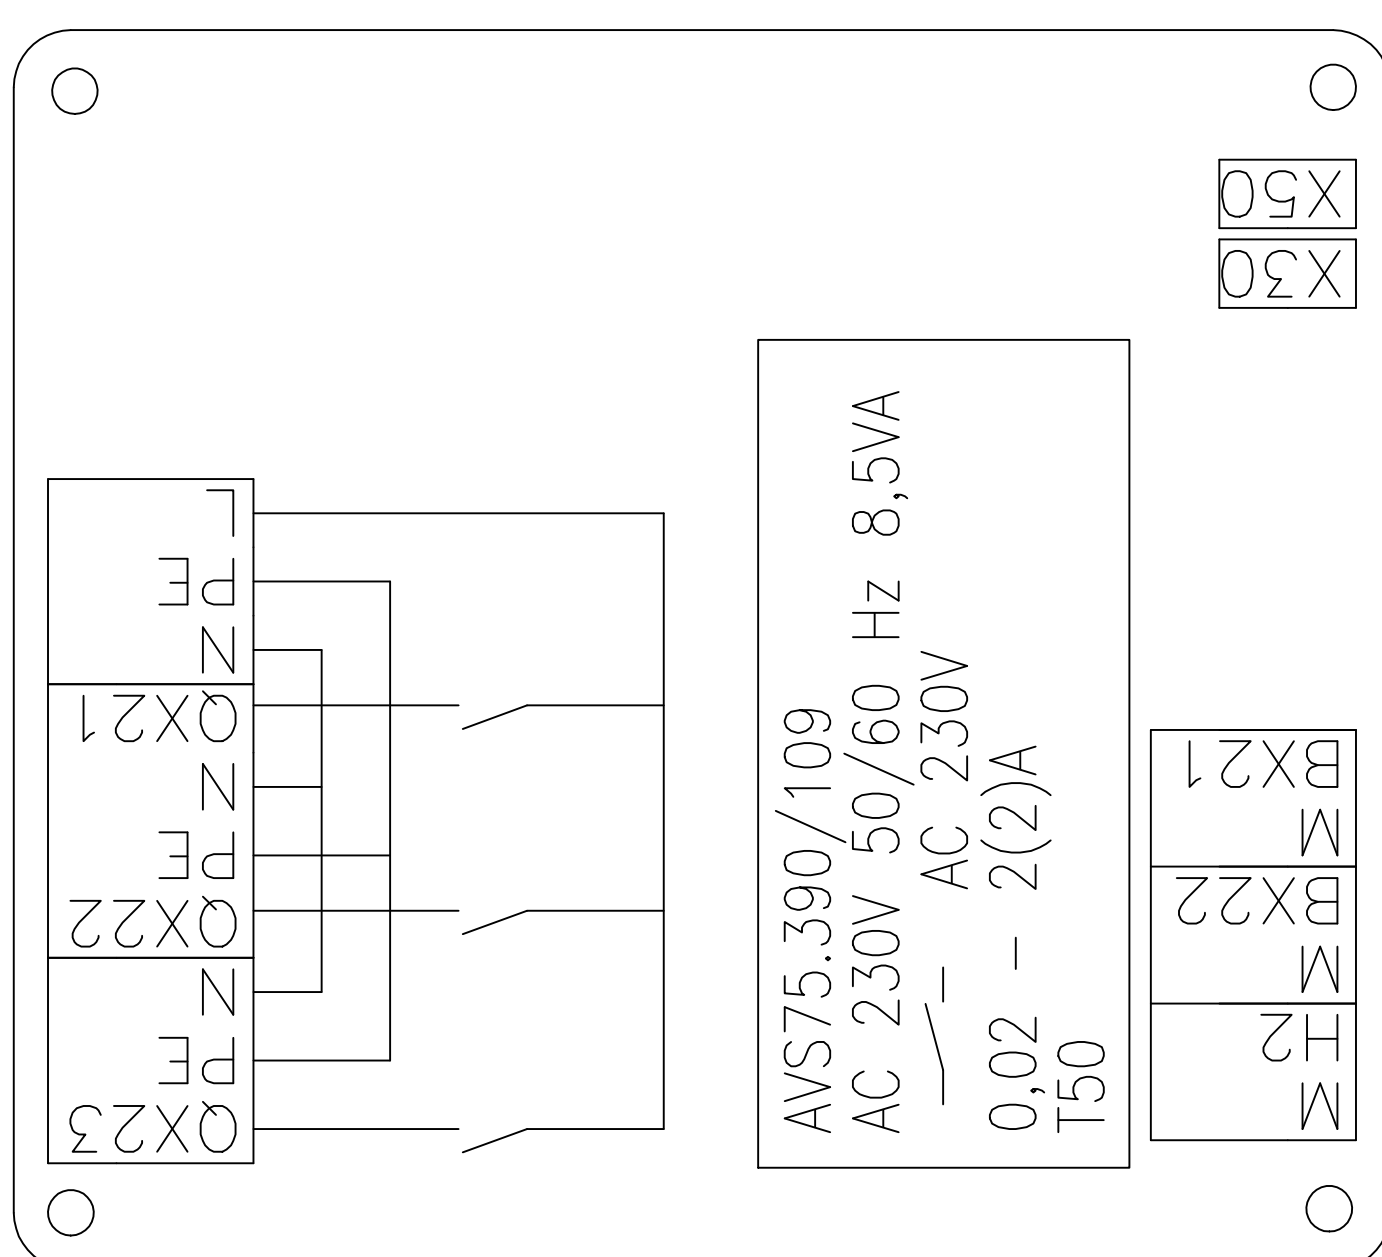 X50
X30
L
PE
N
QX21
N
PE
QX22
N
PE
QX23
AVS75.390/109
AC 230V 50/60 Hz 8,5VA
AC 230V
0,02 - 2(2)A
T50
BX21
M
BX22
M
H2
M